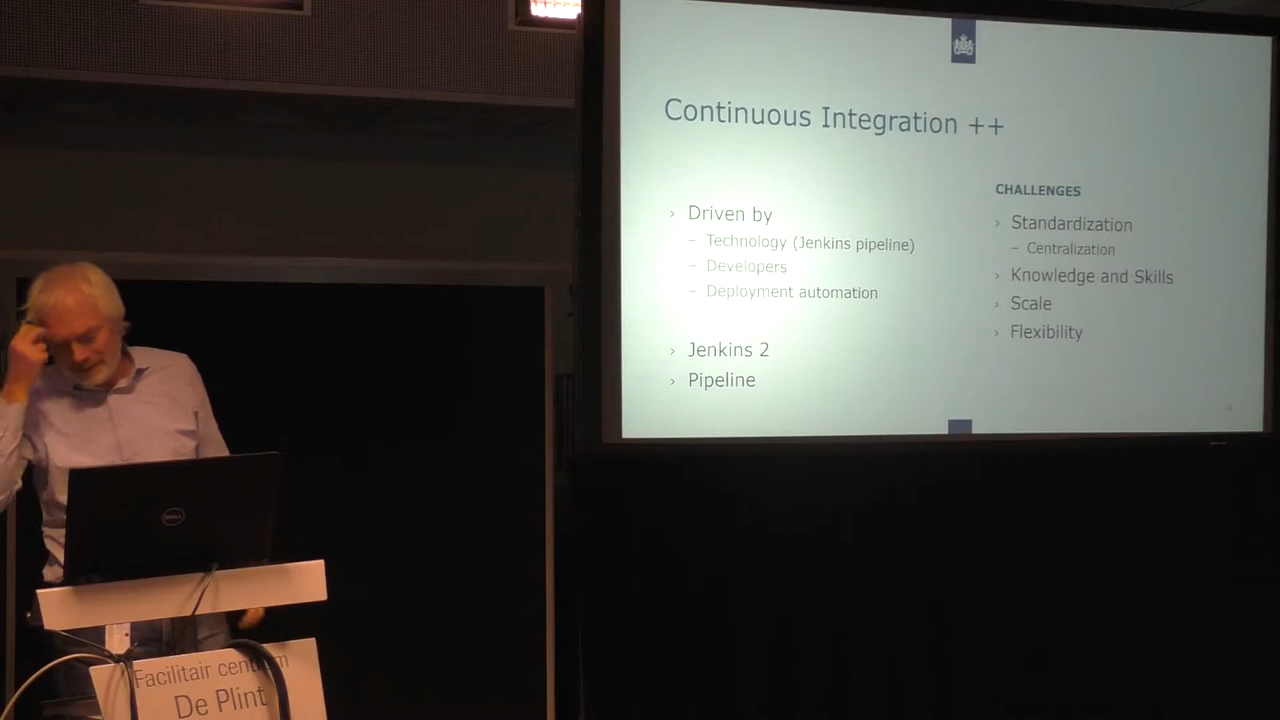 Continuous Integration ++
› Driven by
– Technology (Jenkins pipeline)
– Developers
– Deployment automation
› Jenkins 2
› Pipeline
CHALLENGES
› Standardization
– Centralization
› Knowledge and Skills
› Scale
› Flexibility
DELL
Facilitair centrum
De Plint